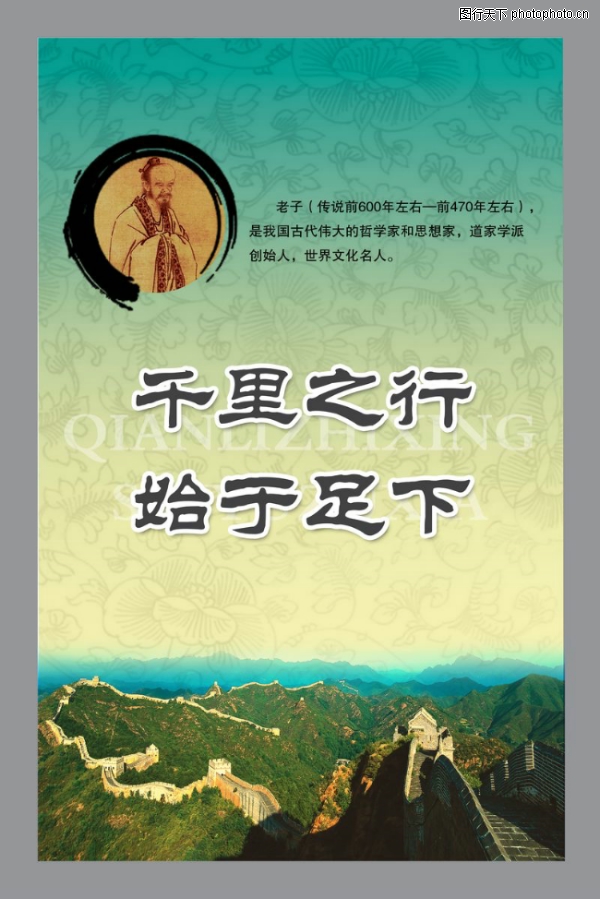 图行天下 photophoto.cn
老子（传说前600年左右—前470年左右），
是我国古代伟大的哲学家和思想家，道家学派
创始人，世界文化名人。
千里之行
QIANLIZHIXING
始于足下